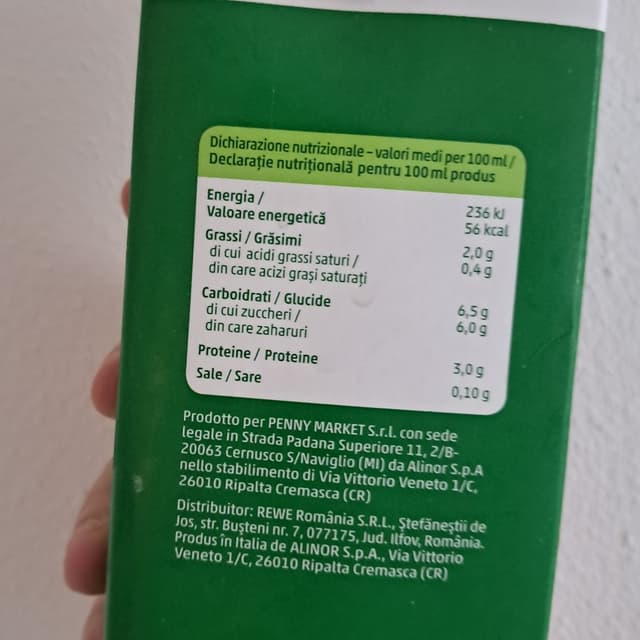 Dichiarazione nutrizionale – valori medi per 100 ml /
Declarație nutrițională pentru 100 ml produs
Energia / 236 kJ
Valoare energetică 56 kcal
Grassi / Grăsimi 2,0 g
di cui acidi grassi saturi / 0,4 g
din care acizi grași saturați
Carboidrati / Glucide 6,5 g
di cui zuccheri / 6,0 g
din care zaharuri
Proteine / Proteine 3,0 g
Sale / Sare 0,10 g
Prodotto per PENNY MARKET S.r.l. con sede
legale in Strada Padana Superiore 11, 2/B-
20063 Cernusco S/Naviglio (MI) da Alinor S.p.A
nello stabilimento di Via Vittorio Veneto 1/C,
26010 Ripalta Cremasca (CR)
Distribuitor: REWE România S.R.L., Ștefăneștii de
Jos, str. Bușteni nr. 7, 077175, Jud. Ilfov, România.
Produs în Italia de ALINOR S.p.A., Via Vittorio
Veneto 1/C, 26010 Ripalta Cremasca (CR)